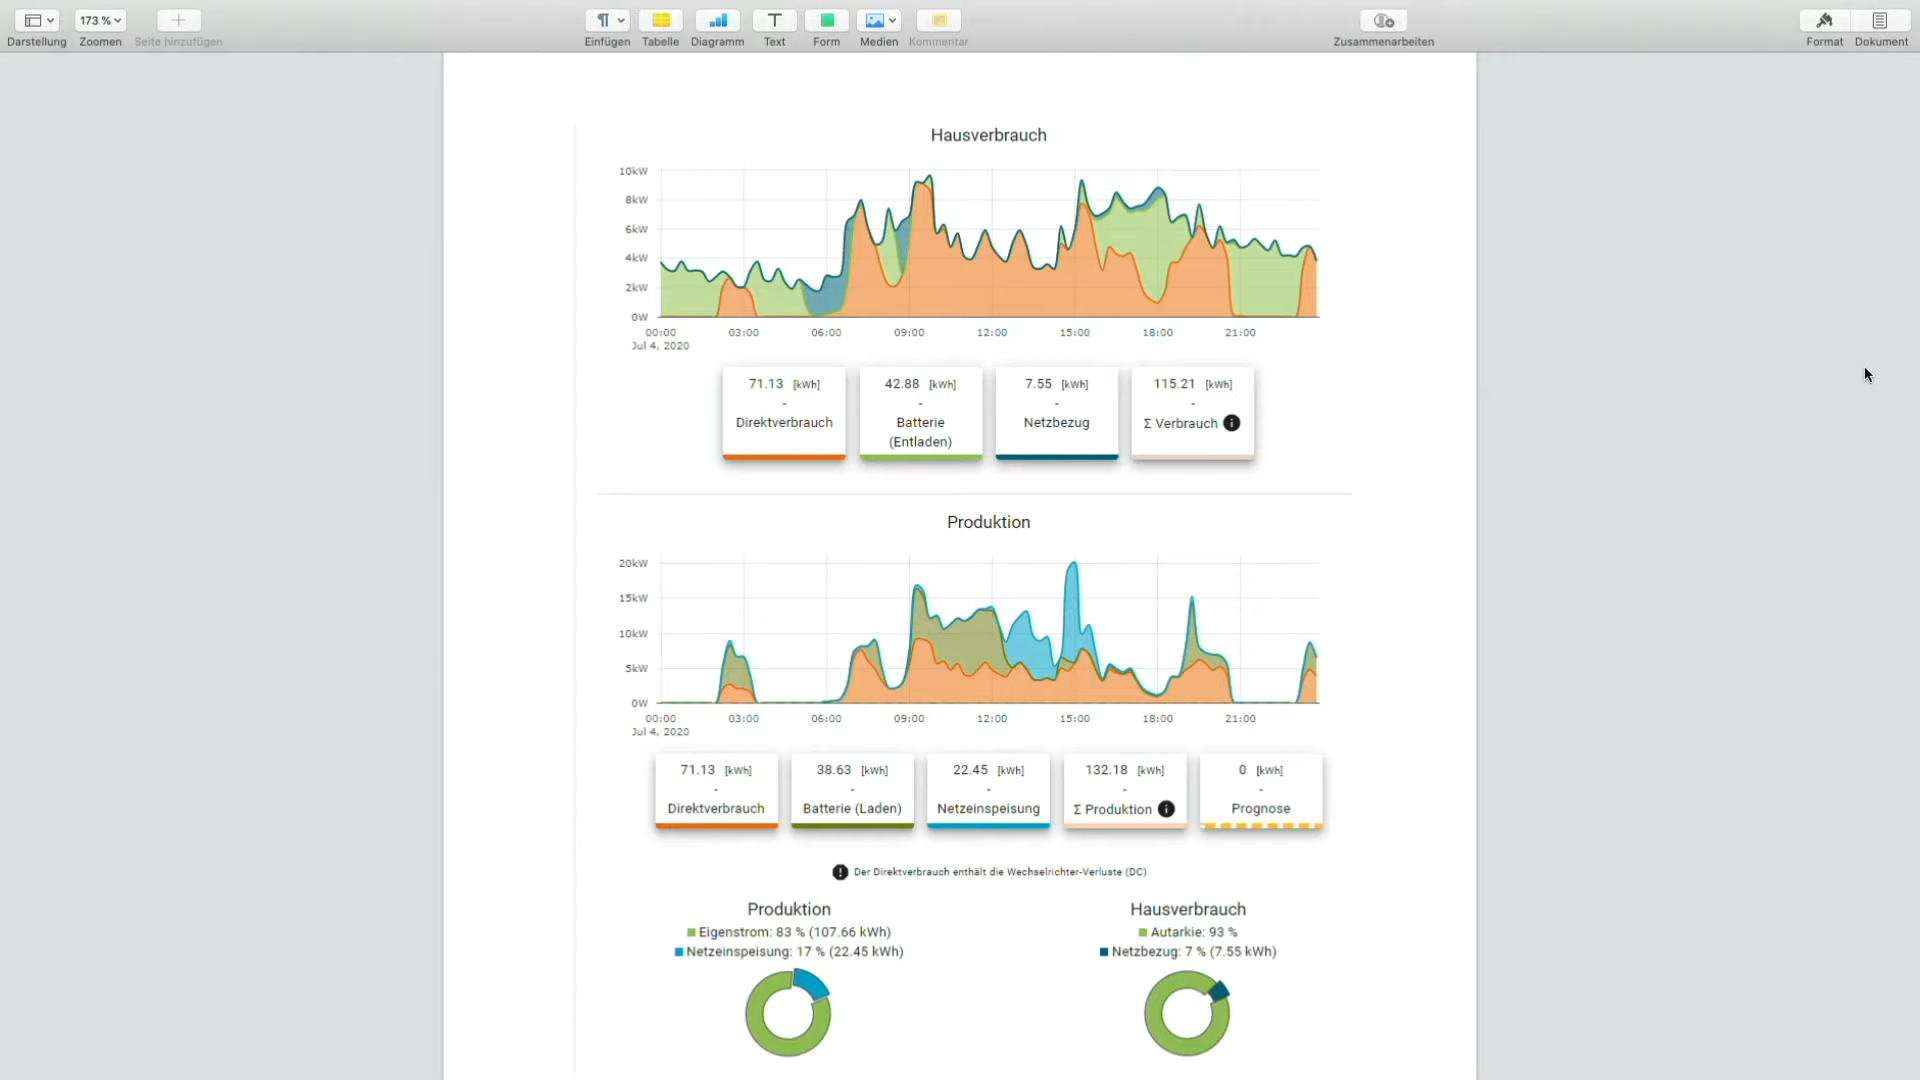 173 %
Darstellung Zoomen Seite hinzufügen
Einfügen Tabelle Diagramm Text Form Medien Kommentar
Zusammenarbeiten
Format Dokument
Hausverbrauch
10kW
8kW
6kW
4kW
2kW
0W
00:00 03:00 06:00 09:00 12:00 15:00 18:00 21:00
Jul 4, 2020
71.13 [kWh]
-
Direktverbrauch
42.88 [kWh]
-
Batterie
(Entladen)
7.55 [kWh]
-
Netzbezug
115.21 [kWh]
-
Σ Verbrauch
Produktion
20kW
15kW
10kW
5kW
0W
00:00 03:00 06:00 09:00 12:00 15:00 18:00 21:00
Jul 4, 2020
71.13 [kWh]
-
Direktverbrauch
38.63 [kWh]
-
Batterie (Laden)
22.45 [kWh]
-
Netzeinspeisung
132.18 [kWh]
-
Σ Produktion
0 [kWh]
-
Prognose
Der Direktverbrauch enthält die Wechselrichter-Verluste (DC)
Produktion
Eigenstrom: 83 % (107.66 kWh)
Netzeinspeisung: 17 % (22.45 kWh)
Hausverbrauch
Autarkie: 93 %
Netzbezug: 7 % (7.55 kWh)